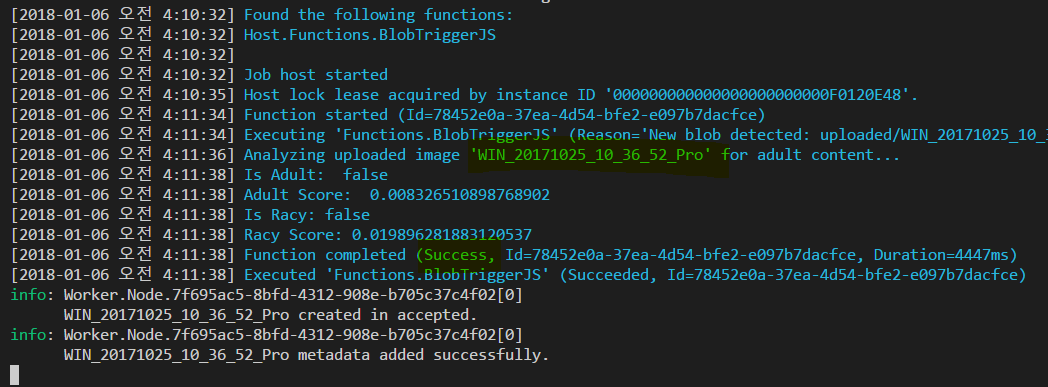 [2018-01-06 오전 4:10:32] Found the following functions:
[2018-01-06 오전 4:10:32] Host.Functions.BlobTriggerJS
[2018-01-06 오전 4:10:32]
[2018-01-06 오전 4:10:32] Job host started
[2018-01-06 오전 4:10:35] Host lock lease acquired by instance ID '000000000000000000000000F0120E48'.
[2018-01-06 오전 4:11:34] Function started (Id=78452e0a-37ea-4d54-bfe2-e097b7dacfce)
[2018-01-06 오전 4:11:34] Executing 'Functions.BlobTriggerJS' (Reason='New blob detected: uploaded/WIN_20171025_10_3
[2018-01-06 오전 4:11:36] Analyzing uploaded image 'WIN_20171025_10_36_52_Pro' for adult content...
[2018-01-06 오전 4:11:38] Is Adult:  false
[2018-01-06 오전 4:11:38] Adult Score:  0.008326510898768902
[2018-01-06 오전 4:11:38] Is Racy: false
[2018-01-06 오전 4:11:38] Racy Score: 0.019896281883120537
[2018-01-06 오전 4:11:38] Function completed (Success, Id=78452e0a-37ea-4d54-bfe2-e097b7dacfce, Duration=4447ms)
[2018-01-06 오전 4:11:38] Executed 'Functions.BlobTriggerJS' (Succeeded, Id=78452e0a-37ea-4d54-bfe2-e097b7dacfce)
info: Worker.Node.7f695ac5-8bfd-4312-908e-b705c37c4f02[0]
WIN_20171025_10_36_52_Pro created in accepted.
info: Worker.Node.7f695ac5-8bfd-4312-908e-b705c37c4f02[0]
WIN_20171025_10_36_52_Pro metadata added successfully.